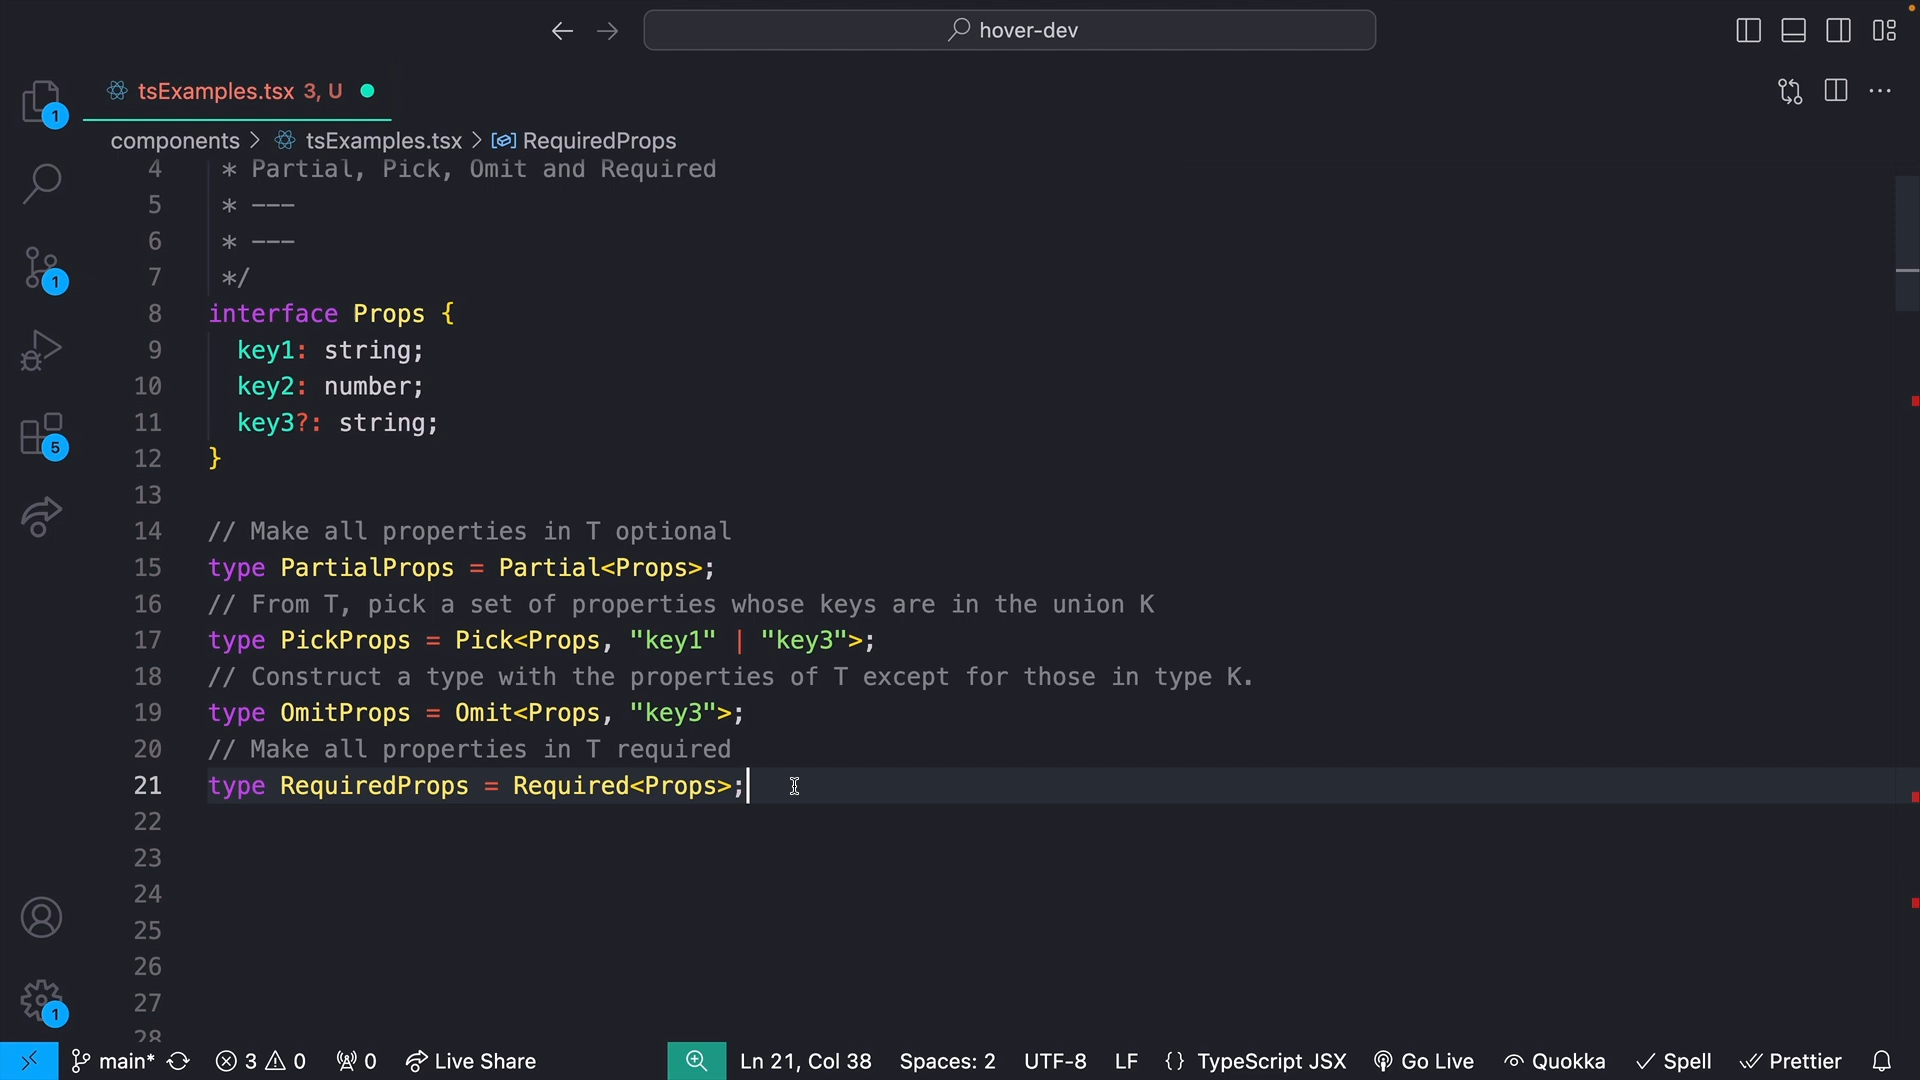 hover-dev
tsExamples.tsx 3, U
components > tsExamples.tsx > RequiredProps
4 * Partial, Pick, Omit and Required
5 * ---
6 * ---
7 */
8 interface Props {
9 key1: string;
10 key2: number;
11 key3?: string;
12 }
13
14 // Make all properties in T optional
15 type PartialProps = Partial<Props>;
16 // From T, pick a set of properties whose keys are in the union K
17 type PickProps = Pick<Props, "key1" | "key3">;
18 // Construct a type with the properties of T except for those in type K.
19 type OmitProps = Omit<Props, "key3">;
20 // Make all properties in T required
21 type RequiredProps = Required<Props>;
22
23
24
25
26
27
28
1
1
5
1
main* 3 0 0 Live Share Ln 21, Col 38 Spaces: 2 UTF-8 LF {} TypeScript JSX Go Live Quokka Spell Prettier